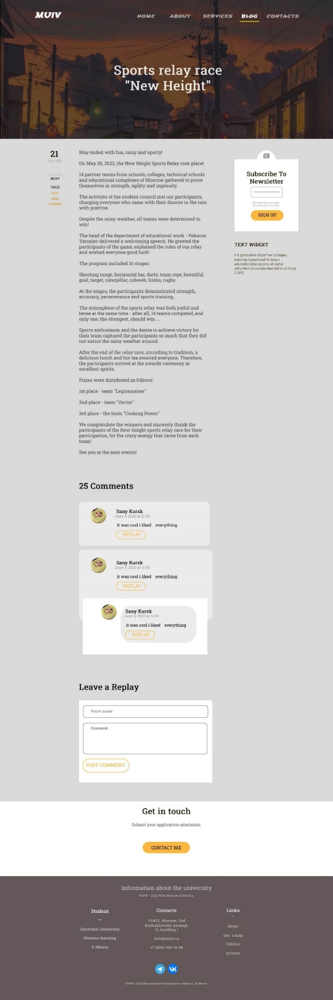 MUIV
HOME ABOUT SERVICES BLOG CONTACTS
Sports relay race
"New Height"
21
June, 2022
MUIV
TAGS
MUIV
SPORT
STUDENTS
May ended with fun, rainy and sporty!
On May 28, 2022, the New Height Sports Relay took place!
14 partner teams from schools, colleges, technical schools
and educational complexes of Moscow gathered to prove
themselves in strength, agility and ingenuity.
The activists of the student council met our participants,
charging everyone who came with their dances in the rain
with positive.
Despite the rainy weather, all teams were determined to
win!
The head of the department of educational work - Pekarus
Yaroslav delivered a welcoming speech. He greeted the
participants of the game, explained the rules of our relay
and wished everyone good luck!
The program included 10 stages:
Shooting range, horizontal bar, darts, team rope, beautiful
goal, target, caterpillar, cobweb, limbo, rugby
At the stages, the participants demonstrated strength,
accuracy, perseverance and sports training.
The atmosphere of the sports relay was both joyful and
tense at the same time - after all, 14 teams competed, and
only one, the strongest, should win ...
Sports enthusiasm and the desire to achieve victory for
their team captured the participants so much that they did
not notice the rainy weather around.
After the end of the relay race, according to tradition, a
delicious lunch and hot tea awaited everyone. Therefore,
the participants arrived at the awards ceremony in
excellent spirits.
Prizes were distributed as follows:
1st place - team "Legionnaires"
2nd place - team "Vector"
3rd place - the team "Cooking Power"
We congratulate the winners and sincerely thank the
participants of the New Height sports relay race for their
participation, for the crazy energy that came from each
team!
See you at the next events!
Subscribe To
Newsletter
Youre e-mail adress
SIGN UP
TEXT WIDGET
For graduates of partner colleges,
training is provided for basic
educational programs of higher
education in accelerated terms of study
(UPS).
25 Comments
Sany Kursk
June 3, 2022 at 11:00
it was cool i liked everything
REPLAY
Sany Kursk
June 3, 2022 at 11:00
it was cool i liked everything
REPLAY
Sany Kursk
June 3, 2022 at 11:00
it was cool i liked everything
REPLAY
Leave a Replay
Youre name
Comment...
POST COMMENT
Get in touch
Submit your application admission
CONTACT ME
Information about the university
©1994 – 2022 Witte Moscow University.
Student
–
Electronic University
Distance learning
E-library
Contacts
115432, Moscow, 2nd
Kozhukhovsky passage,
12, building 1
info@muiv.ru
+7 (800) 100-14-98
Links
-
News
site`s map
Politics
privacy
©1994–2022 Московский Университет имени С.Ю.Витте